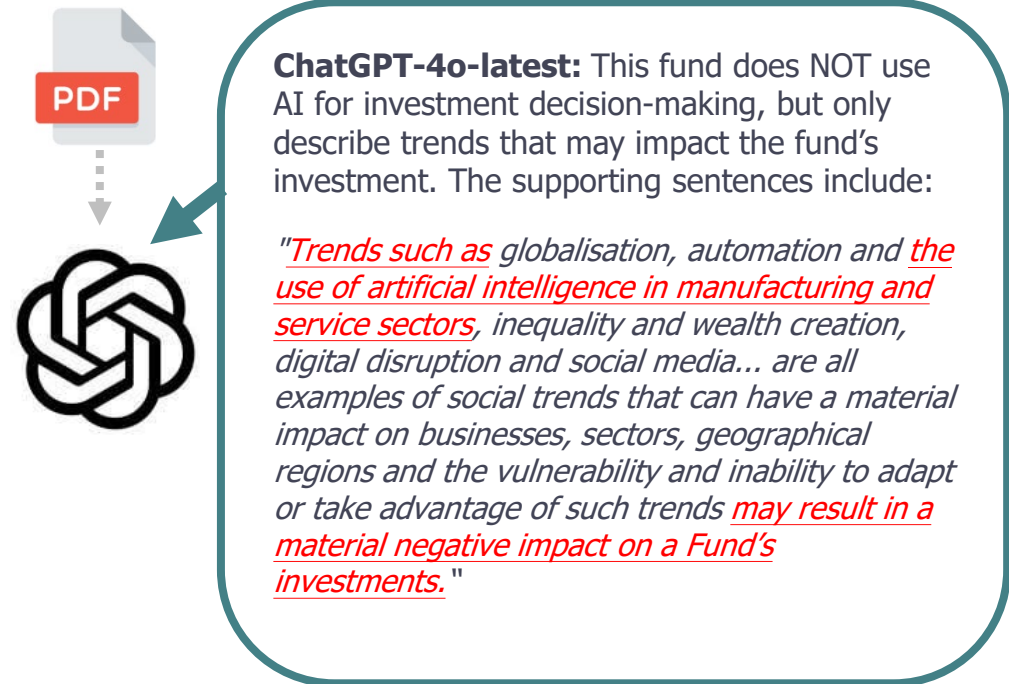 PDF
ChatGPT-4o-latest: This fund does NOT use
AI for investment decision-making, but only
describe trends that may impact the fund’s
investment. The supporting sentences include:
"Trends such as globalisation, automation and the
use of artificial intelligence in manufacturing and
service sectors, inequality and wealth creation,
digital disruption and social media... are all
examples of social trends that can have a material
impact on businesses, sectors, geographical
regions and the vulnerability and inability to adapt
or take advantage of such trends may result in a
material negative impact on a Fund’s
investments."